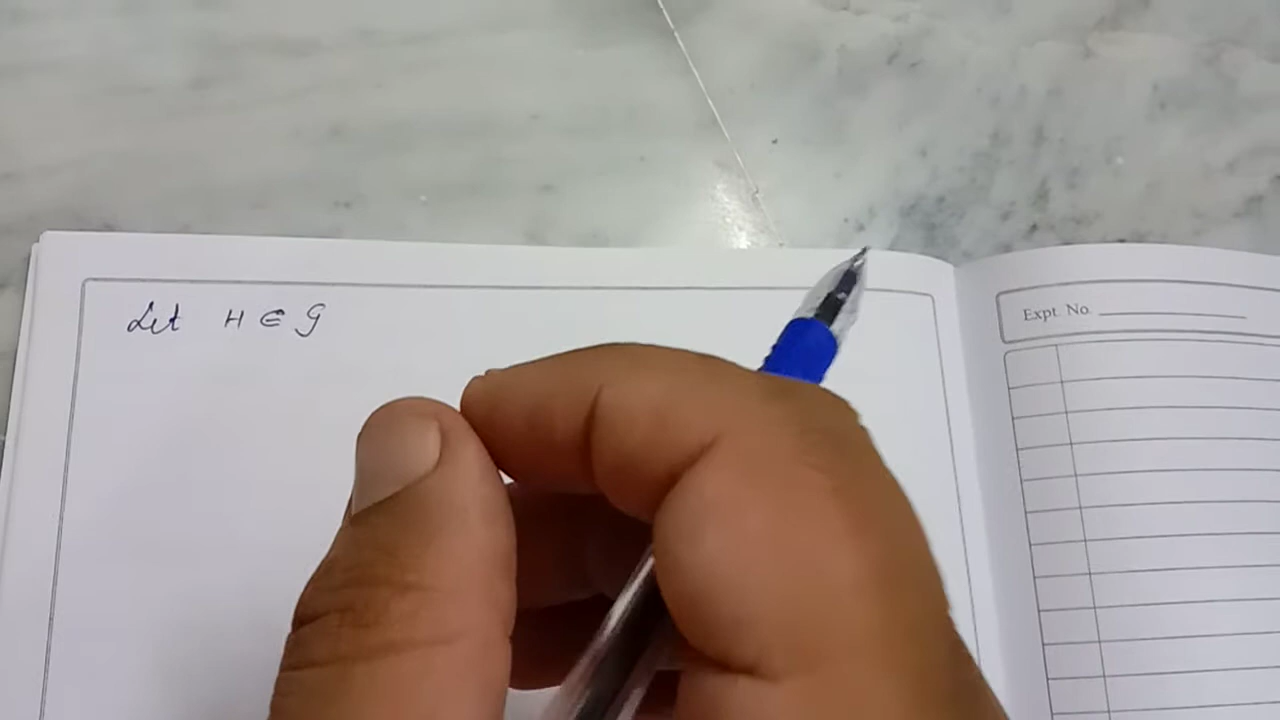 Let H ∈ G
Expt. No.